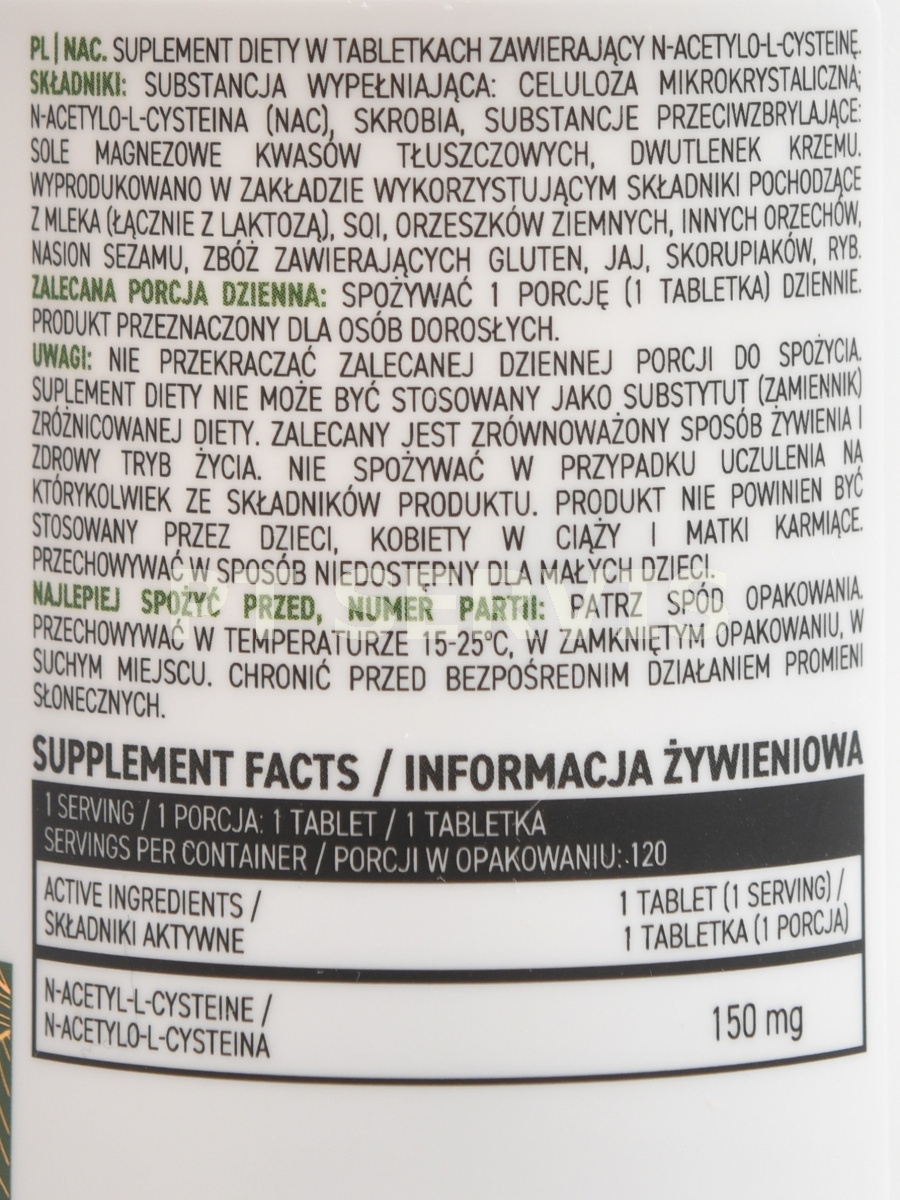 PL | NAC. SUPLEMENT DIETY W TABLETKACH ZAWIERAJĄCY N-ACETYLO-L-CYSTEINĘ.
SKŁADNIKI: SUBSTANCJA WYPEŁNIAJĄCA: CELULOZA MIKROKRYSTALICZNA;
N-ACETYLO-L-CYSTEINA (NAC), SKROBIA, SUBSTANCJE PRZECIWZBRYLAJĄCE:
SOLE MAGNEZOWE KWASÓW TŁUSZCZOWYCH, DWUTLENEK KRZEMU.
WYPRODUKOWANO W ZAKŁADZIE WYKORZYSTUJĄCYM SKŁADNIKI POCHODZĄCE
Z MLEKA (ŁĄCZNIE Z LAKTOZĄ), SOI, ORZESZKÓW ZIEMNYCH, INNYCH ORZECHÓW,
NASION SEZAMU, ZBÓŻ ZAWIERAJĄCYCH GLUTEN, JAJ, SKORUPIAKÓW, RYB.
ZALECANA PORCJA DZIENNA: SPOŻYWAĆ 1 PORCJĘ (1 TABLETKA) DZIENNIE.
PRODUKT PRZEZNACZONY DLA OSÓB DOROSŁYCH.
UWAGI: NIE PRZEKRACZAĆ ZALECANEJ DZIENNEJ PORCJI DO SPOŻYCIA.
SUPLEMENT DIETY NIE MOŻE BYĆ STOSOWANY JAKO SUBSTYTUT (ZAMIENNIK)
ZRÓŻNICOWANEJ DIETY. ZALECANY JEST ZRÓWNOWAŻONY SPOSÓB ŻYWIENIA I
ZDROWY TRYB ŻYCIA. NIE SPOŻYWAĆ W PRZYPADKU UCZULENIA NA
KTÓRYKOLWIEK ZE SKŁADNIKÓW PRODUKTU. PRODUKT NIE POWINIEN BYĆ
STOSOWANY PRZEZ DZIECI, KOBIETY W CIĄŻY I MATKI KARMIĄCE.
PRZECHOWYWAĆ W SPOSÓB NIEDOSTĘPNY DLA MAŁYCH DZIECI.
NAJLEPIEJ SPOŻYĆ PRZED, NUMER PARTII: PATRZ SPÓD OPAKOWANIA.
PRZECHOWYWAĆ W TEMPERATURZE 15-25°C, W ZAMKNIĘTYM OPAKOWANIU, W
SUCHYM MIEJSCU. CHRONIĆ PRZED BEZPOŚREDNIM DZIAŁANIEM PROMIENI
SŁONECZNYCH.
SUPPLEMENT FACTS / INFORMACJA ŻYWIENIOWA
1 SERVING / 1 PORCJA: 1 TABLET / 1 TABLETKA
SERVINGS PER CONTAINER / PORCJI W OPAKOWANIU: 120
ACTIVE INGREDIENTS / 1 TABLET (1 SERVING) /
SKŁADNIKI AKTYWNE 1 TABLETKA (1 PORCJA)
N-ACETYL-L-CYSTEINE / 150 mg
N-ACETYLO-L-CYSTEINA